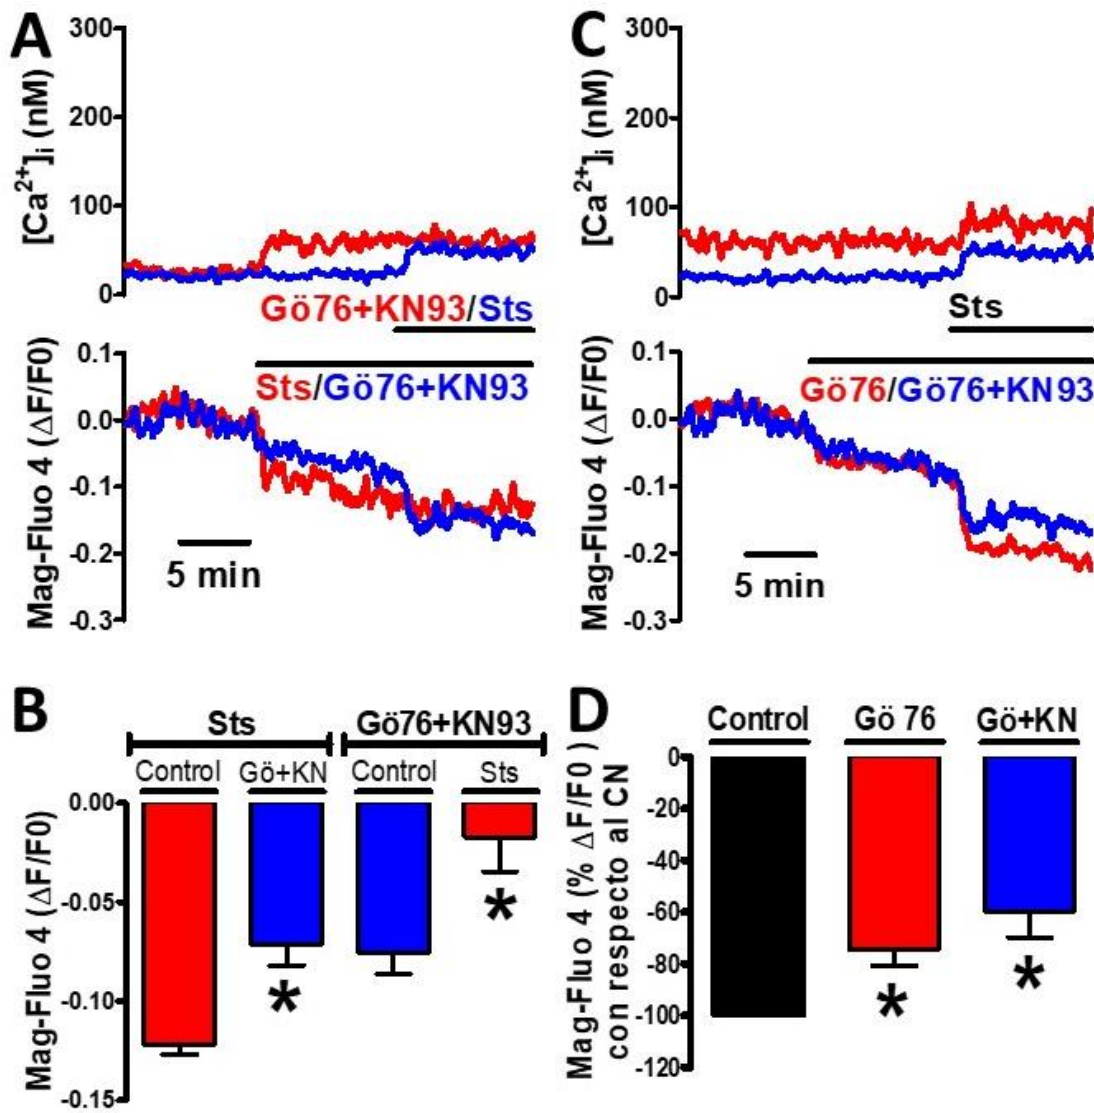 A
300
200
100
0
[Ca²⁺]ᵢ (nM)
Gö76+KN93/Sts
0.1
0.0
-0.1
-0.2
-0.3
Mag-Fluo 4 (ΔF/F0)
Sts/Gö76+KN93
5 min
C
300
200
100
0
[Ca²⁺]ᵢ (nM)
Sts
0.1
0.0
-0.1
-0.2
-0.3
Mag-Fluo 4 (ΔF/F0)
Gö76/Gö76+KN93
5 min
B
Sts
Gö76+KN93
Control
Gö+KN
Control
Sts
0.00
-0.05
-0.10
-0.15
Mag-Fluo 4 (ΔF/F0)
*
*
D
Control
Gö 76
Gö+KN
0
-20
-40
-60
-80
-100
-120
Mag-Fluo 4 (% ΔF/F0 )
con respecto al CN
*
*